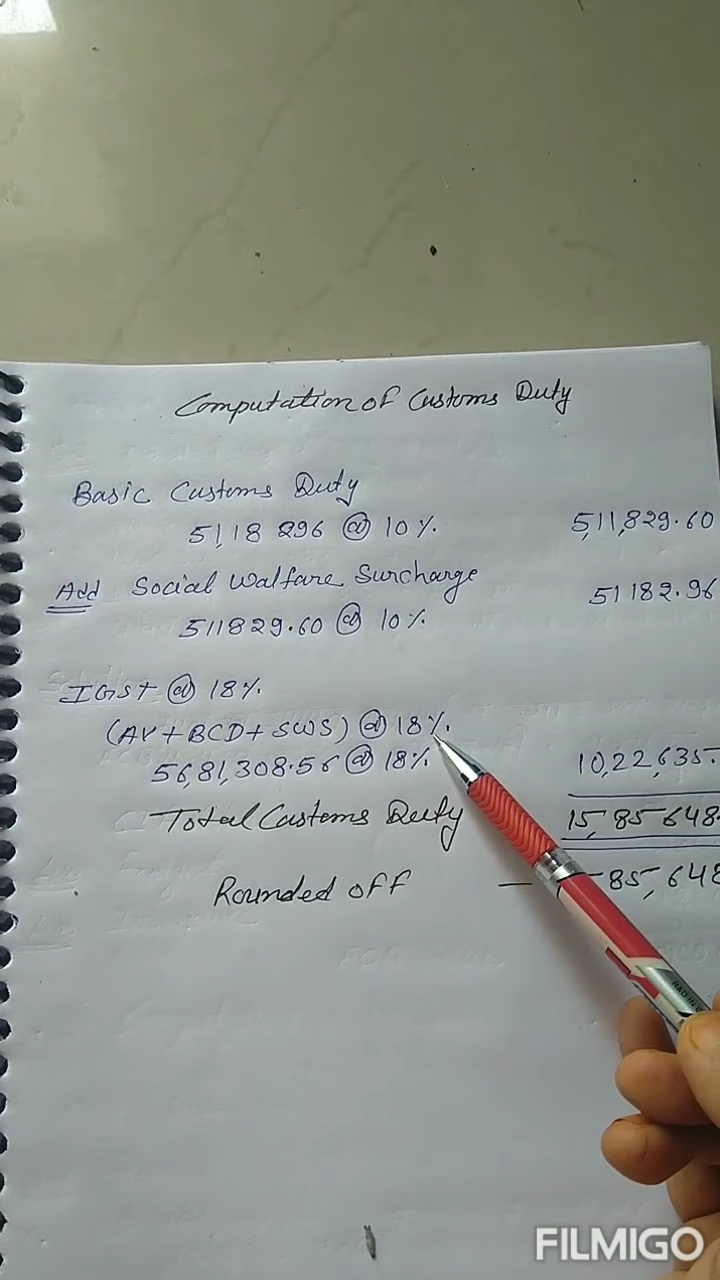 Computation of Customs Duty
Basic Customs Duty
51,18 296 @ 10%. 5,11,829.60
Add Social Walfare Surcharge
511829.60 @ 10%. 51182.96
IGST @ 18%.
(AV + BCD + SWS) @ 18%.
56,81,308.56 @ 18%. 10,22,635.
Total Customs Duty 15,85 648.
Rounded off — 85,648
FILMIGO